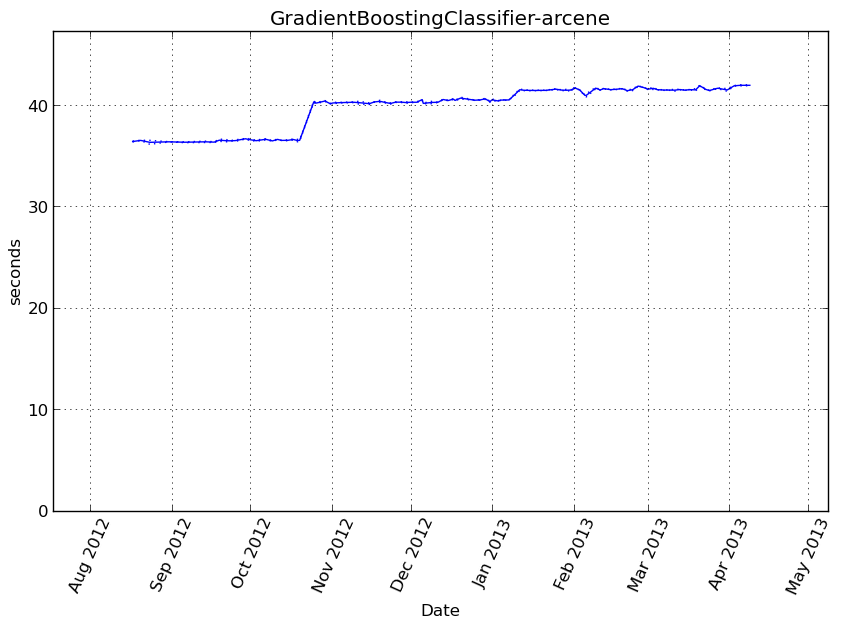 GradientBoostingClassifier-arcene
40
30
20
10
0
seconds
Aug 2012
Sep 2012
Oct 2012
Nov 2012
Dec 2012
Jan 2013
Feb 2013
Mar 2013
Apr 2013
May 2013
Date